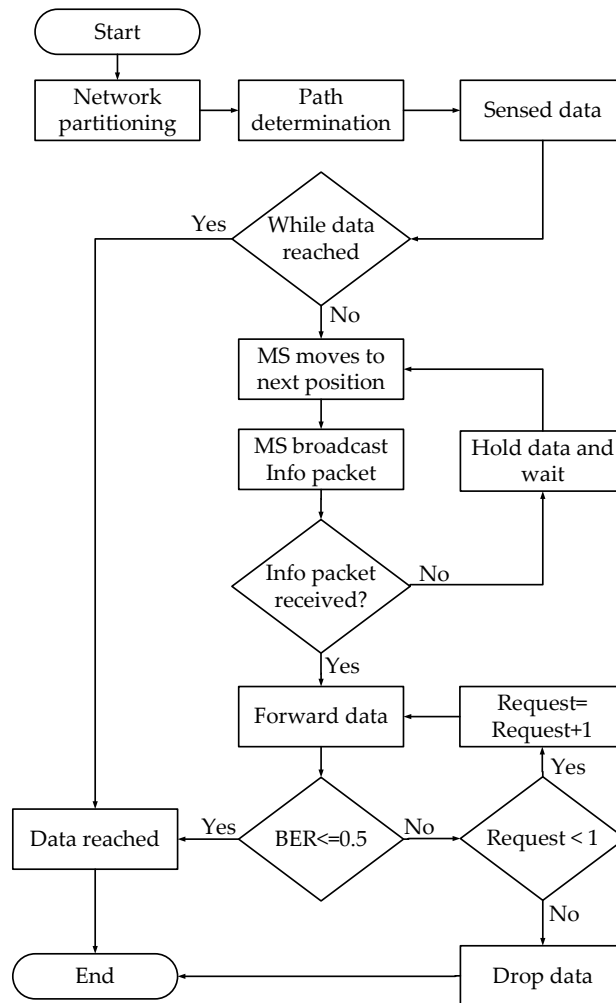 Start
Network
partitioning
Path
determination
Sensed data
Yes
While data
reached
No
MS moves to
next position
MS broadcast
Info packet
Hold data and
wait
Info packet
received?
No
Yes
Forward data
Request=
Request+1
Yes
Data reached
Yes
BER<=0.5
No
Request < 1
No
End
Drop data